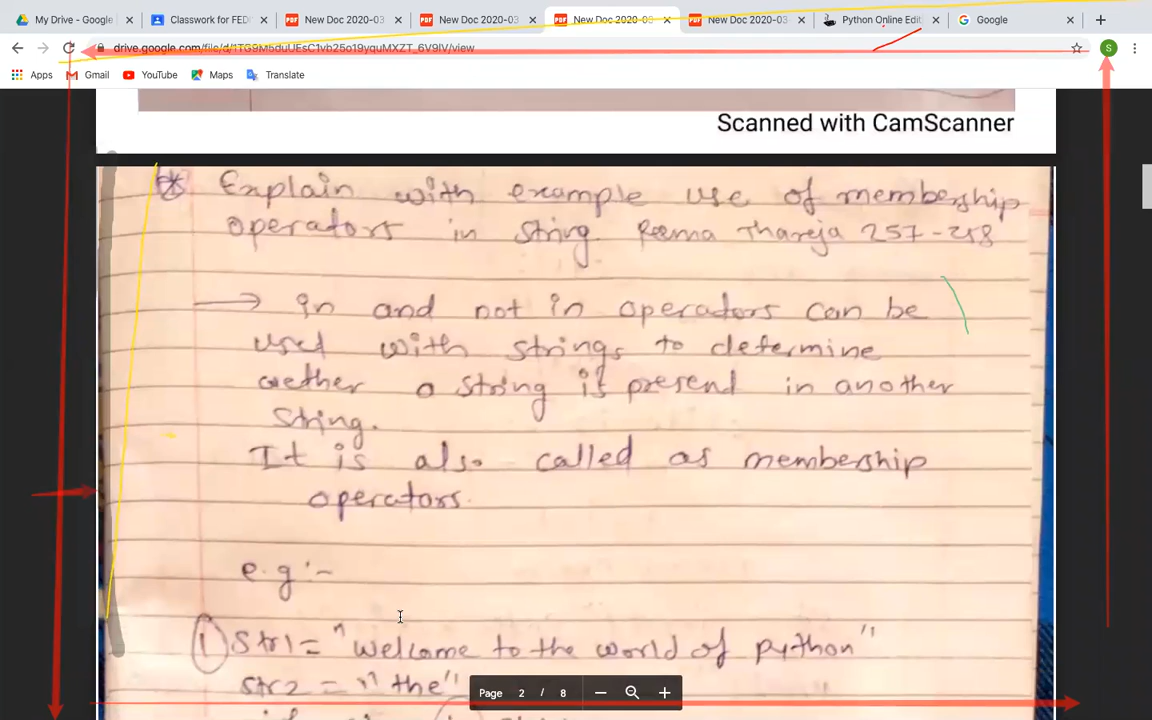 My Drive - Google D
Classwork for FEDC
New Doc 2020-03
New Doc 2020-03
New Doc 2020-05
New Doc 2020-03
Python Online Edit
Google
Apps
Gmail
YouTube
Maps
Translate
Scanned with CamScanner
Explain with example use of membership
operators in string Reema Thareja 257-258
in and not in operators can be
used with strings to determine
wether a string is presend in another
string.
It is also called as membership
operators.
e.g :-
① str1 = "Welcome to the world of python"
str2 = "the"
Page 2 / 8